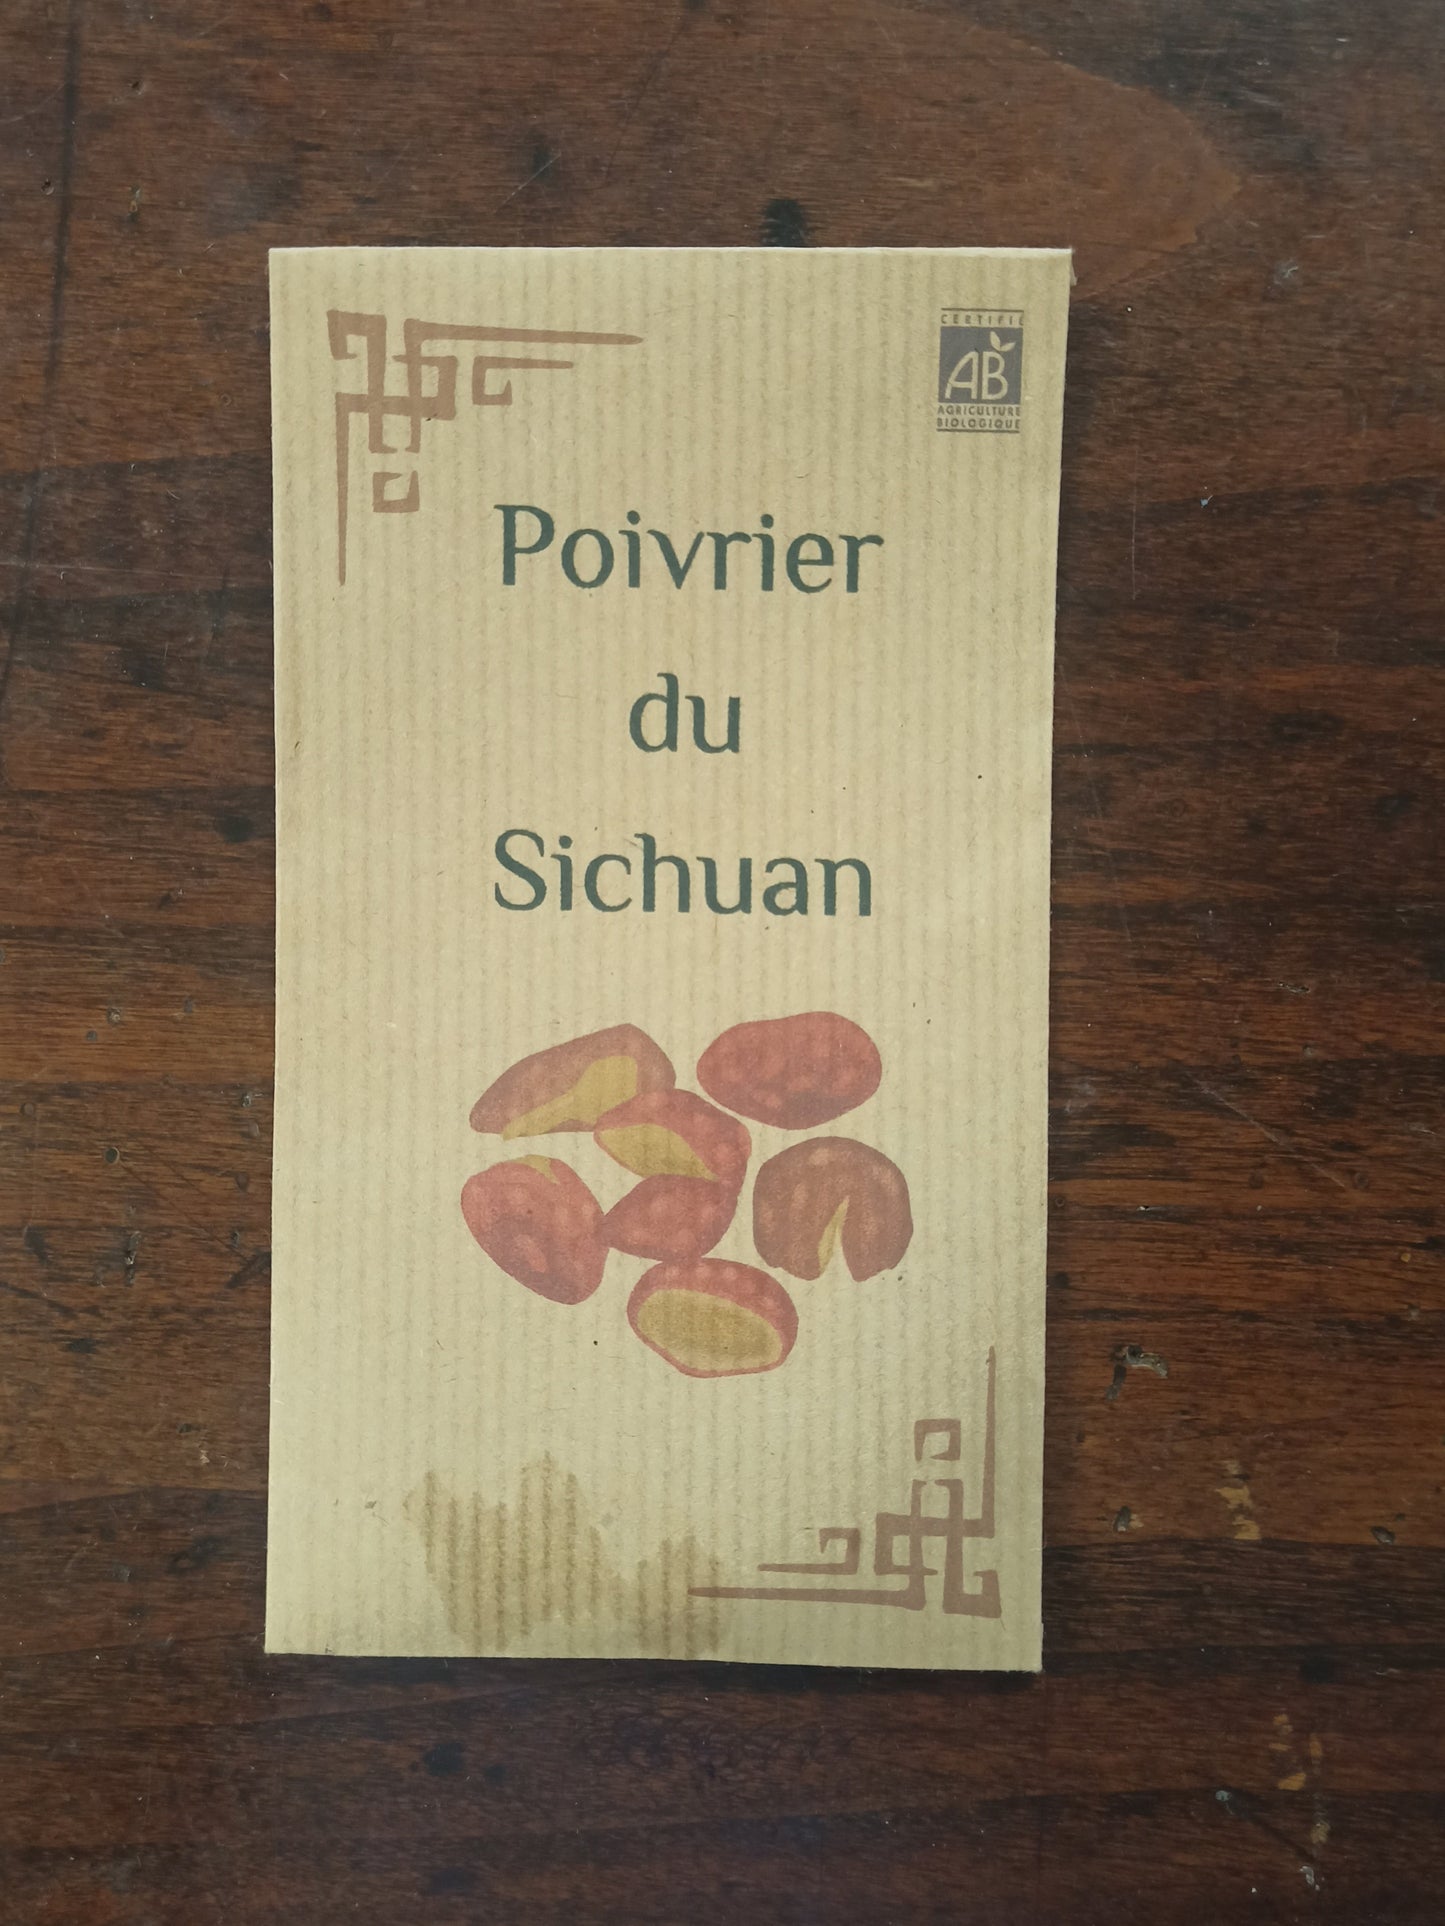 CERTIFIÉ
AB
AGRICULTURE
BIOLOGIQUE
Poivrier
du
Sichuan